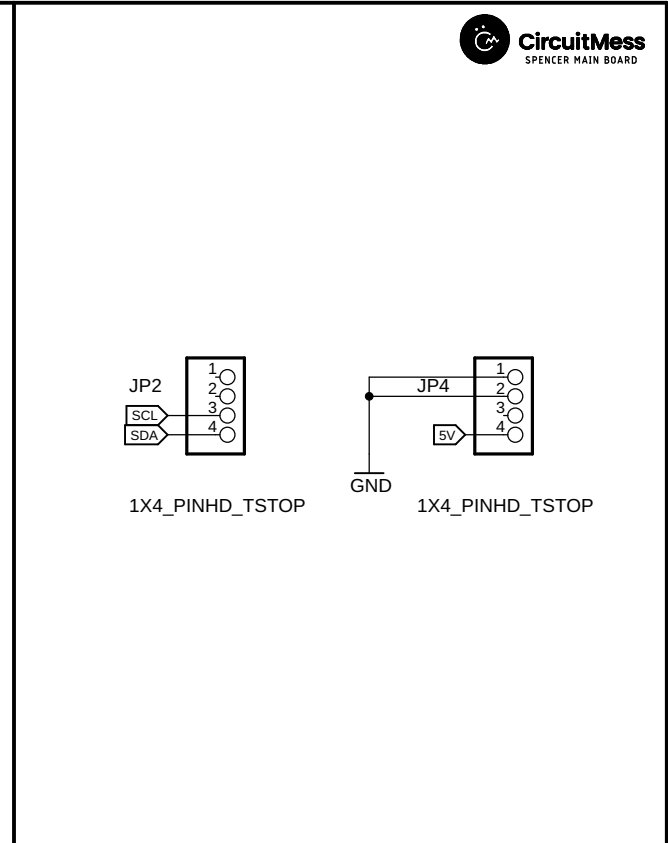 CircuitMess
SPENCER MAIN BOARD
JP2
1
2
3
4
SCL
SDA
1X4_PINHD_TSTOP
JP4
1
2
3
4
5V
GND
1X4_PINHD_TSTOP